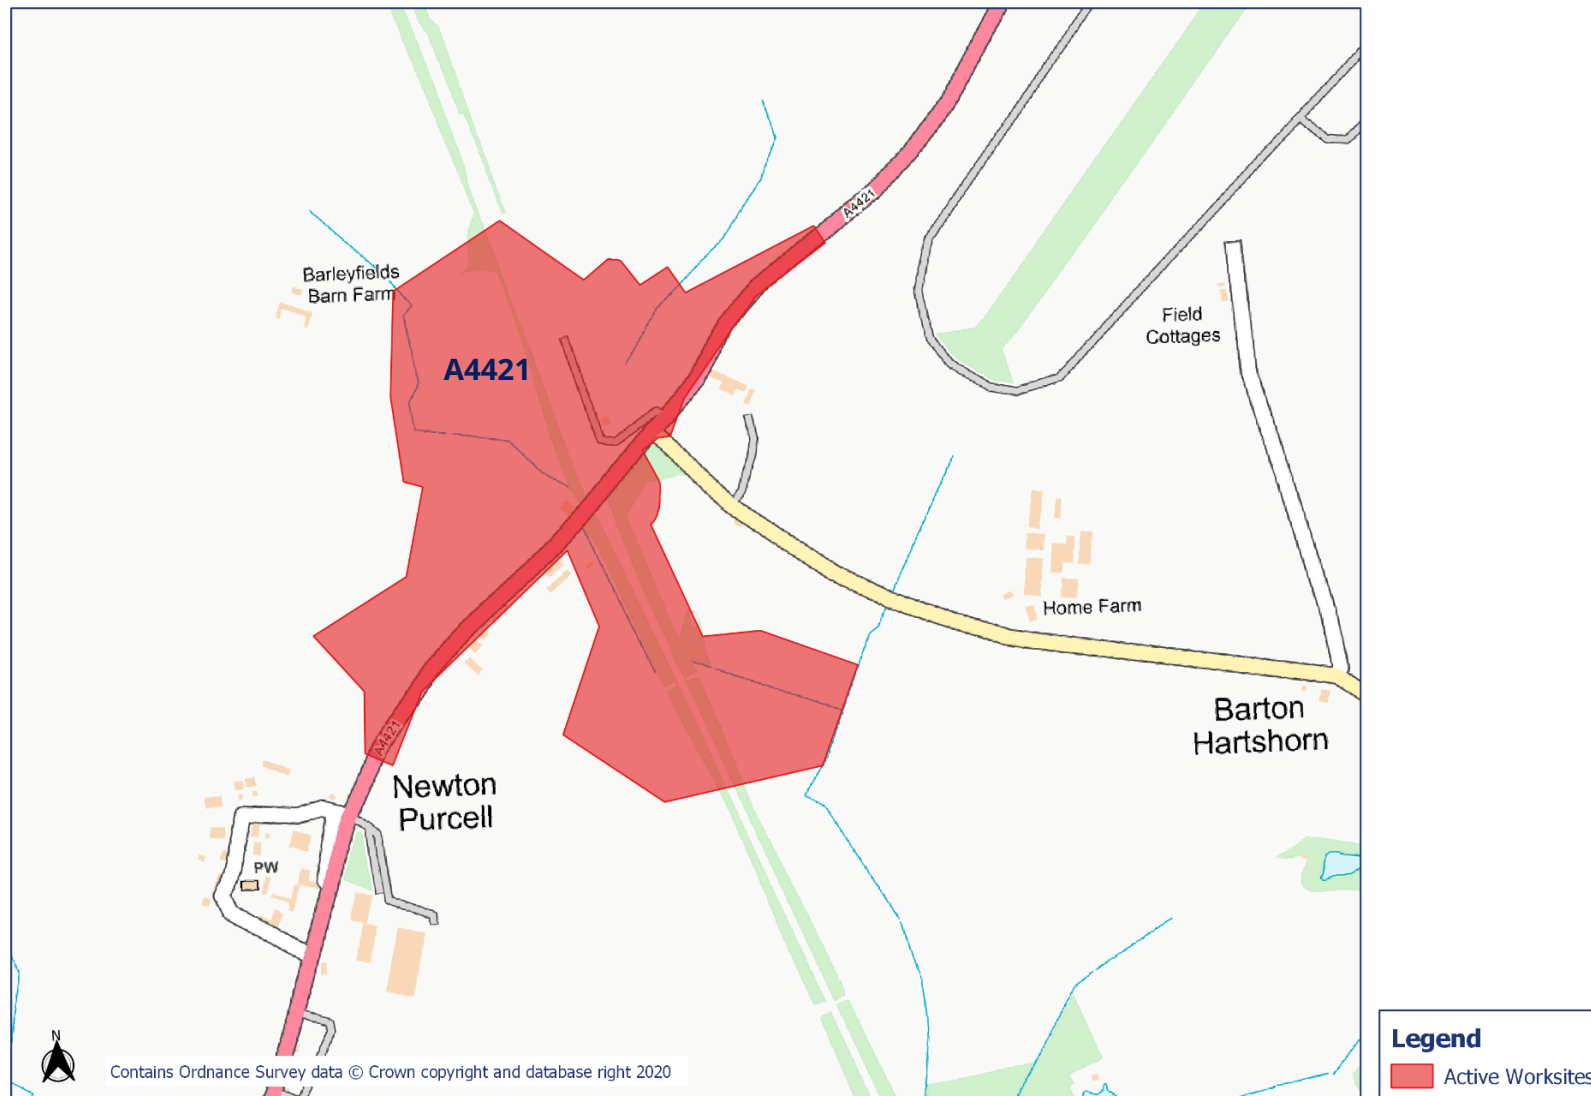 A4421
Barleyfields
Barn Farm
Field
Cottages
A4421
Home Farm
Barton
Hartshorn
A4421
Newton
Purcell
PW
N
Contains Ordnance Survey data © Crown copyright and database right 2020
Legend
Active Worksites